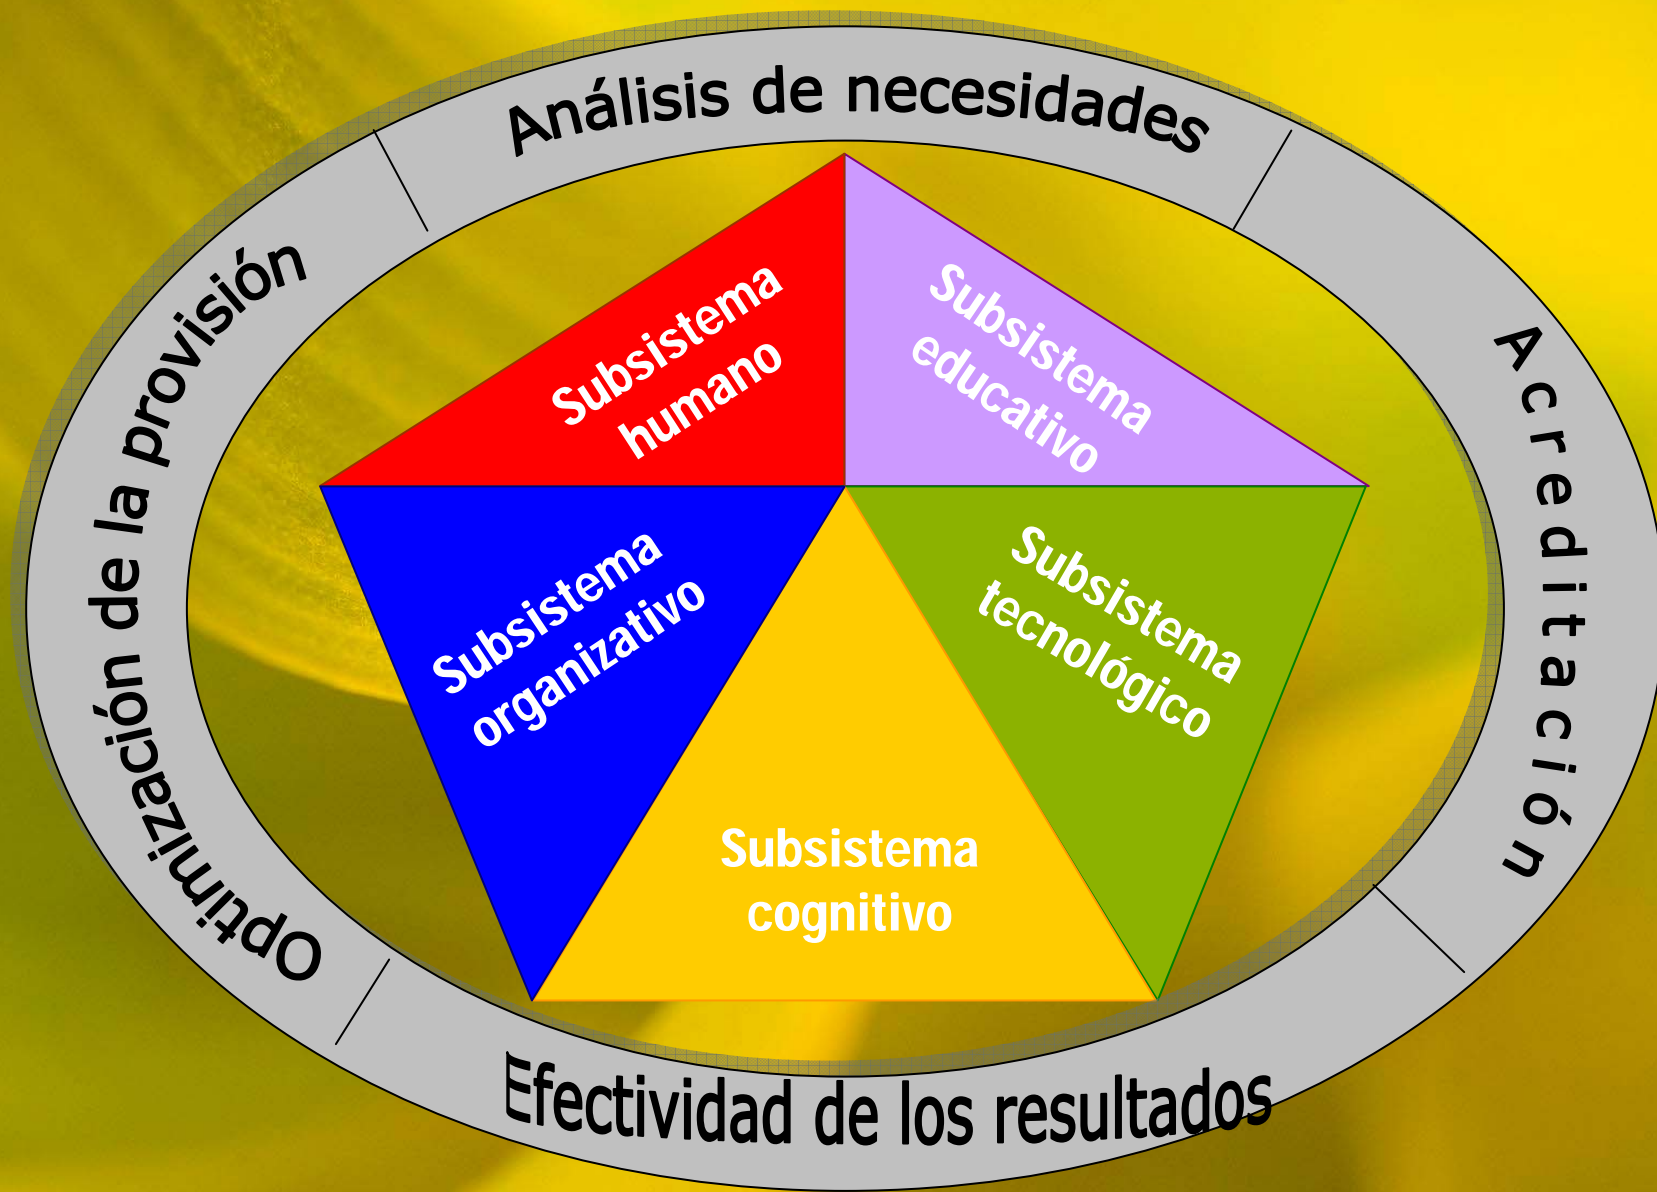 Análisis de necesidades
Acreditación
Efectividad de los resultados
Optimización de la provisión
Subsistema
humano
Subsistema
educativo
Subsistema
organizativo
Subsistema
tecnológico
Subsistema
cognitivo